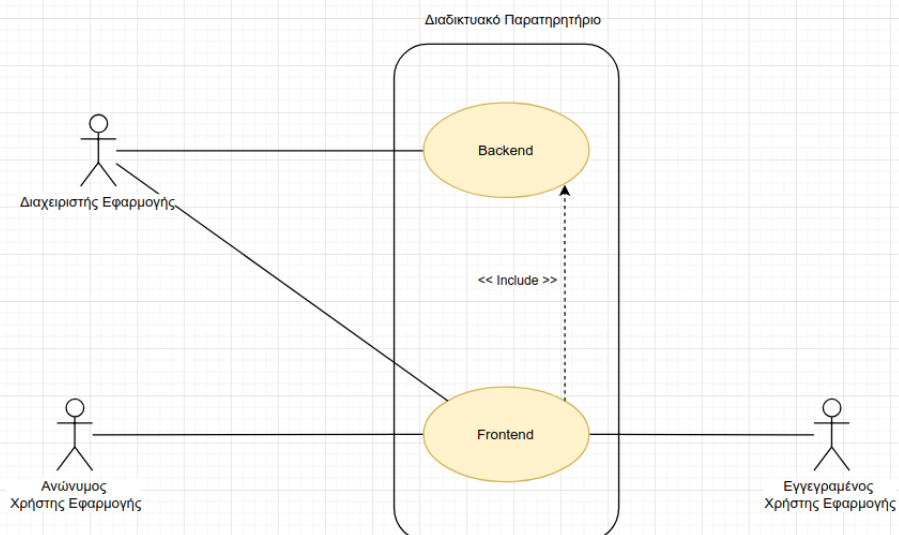 Διαδικτυακό Παρατηρητήριο
Backend
Διαχειριστής Εφαρμογής
<< Include >>
Frontend
Ανώνυμος
Χρήστης Εφαρμογής
Εγγεγραμένος
Χρήστης Εφαρμογής